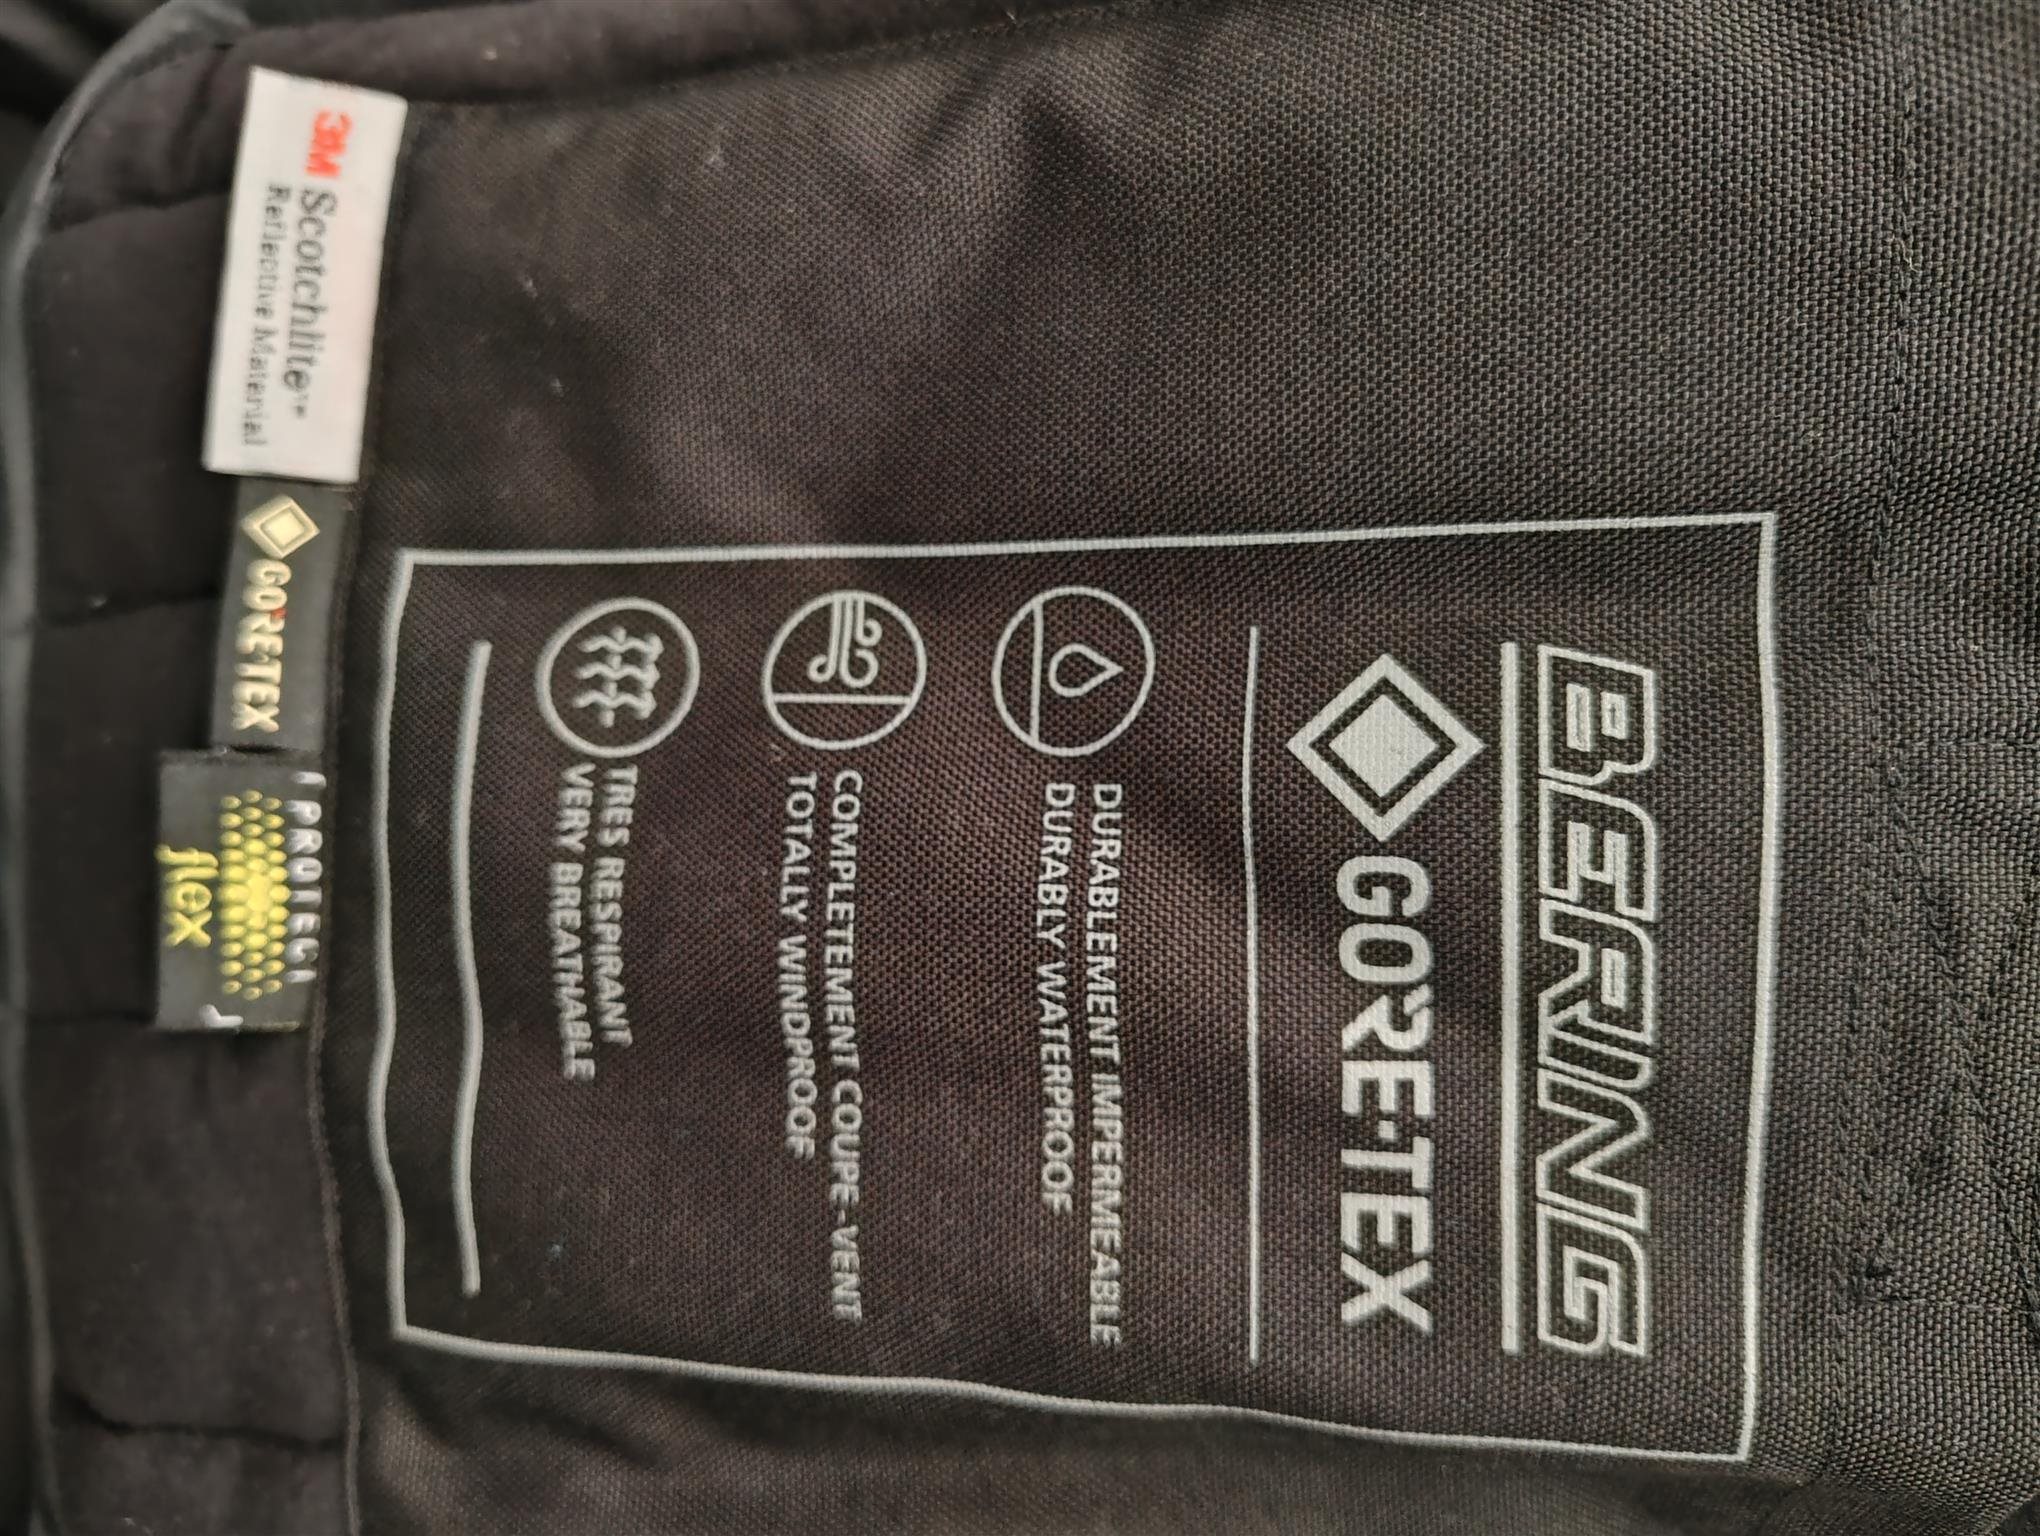 BERING
GORE-TEX
DURABLEMENT IMPERMEABLE
DURABLY WATERPROOF
COMPLETEMENT COUPE-VENT
TOTALLY WINDPROOF
TRES RESPIRANT
VERY BREATHABLE
3M Scotchlite™
Reflective Material
GORE-TEX
PROTECT
flex